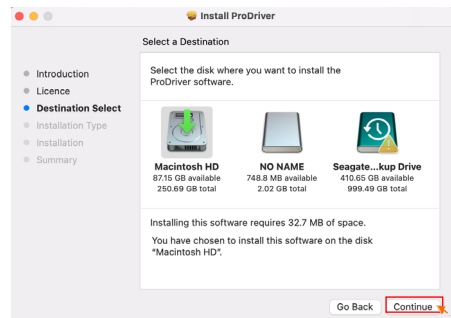 Install ProDriver
Select a Destination
Introduction
Licence
Destination Select
Installation Type
Installation
Summary
Select the disk where you want to install the
ProDriver software.
Macintosh HD
87.15 GB available
250.69 GB total
NO NAME
748.8 MB available
2.02 GB total
Seagate...kup Drive
410.65 GB available
999.49 GB total
Installing this software requires 32.7 MB of space.
You have chosen to install this software on the disk
“Macintosh HD”.
Go Back
Continue